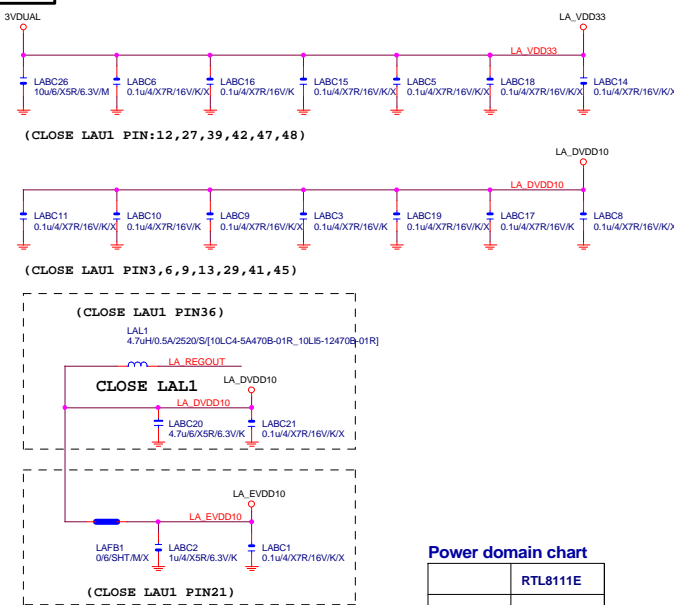 3VDUAL
LA_VDD33
LA_VDD33
LABC26
10u/6/X5R/6.3V/M
LABC6
0.1u/4/X7R/16V/K/X
LABC16
0.1u/4/X7R/16V/K
LABC15
0.1u/4/X7R/16V/K/X
LABC5
0.1u/4/X7R/16V/K/X
LABC18
0.1u/4/X7R/16V/K/X
LABC14
0.1u/4/X7R/16V/K/X
(CLOSE LAU1 PIN:12,27,39,42,47,48)
LA_DVDD10
LA_DVDD10
LABC11
0.1u/4/X7R/16V/K/X
LABC10
0.1u/4/X7R/16V/K
LABC9
0.1u/4/X7R/16V/K/X
LABC3
0.1u/4/X7R/16V/K
LABC19
0.1u/4/X7R/16V/K/X
LABC17
0.1u/4/X7R/16V/K
LABC8
0.1u/4/X7R/16V/K/X
(CLOSE LAU1 PIN3,6,9,13,29,41,45)
(CLOSE LAU1 PIN36)
LAL1
4.7uH/0.5A/2520/S/[10LC4-5A470B-01R_10LI5-12470B-01R]
LA_REGOUT
CLOSE LAL1
LA_DVDD10
LA_DVDD10
LABC20
4.7u/6/X5R/6.3V/K
LABC21
0.1u/4/X7R/16V/K/X
LA_EVDD10
LA_EVDD10
LAFB1
0/6/SHT/M/X
LABC2
1u/4/X5R/6.3V/K
LABC1
0.1u/4/X7R/16V/K/X
(CLOSE LAU1 PIN21)
Power domain chart
RTL8111E